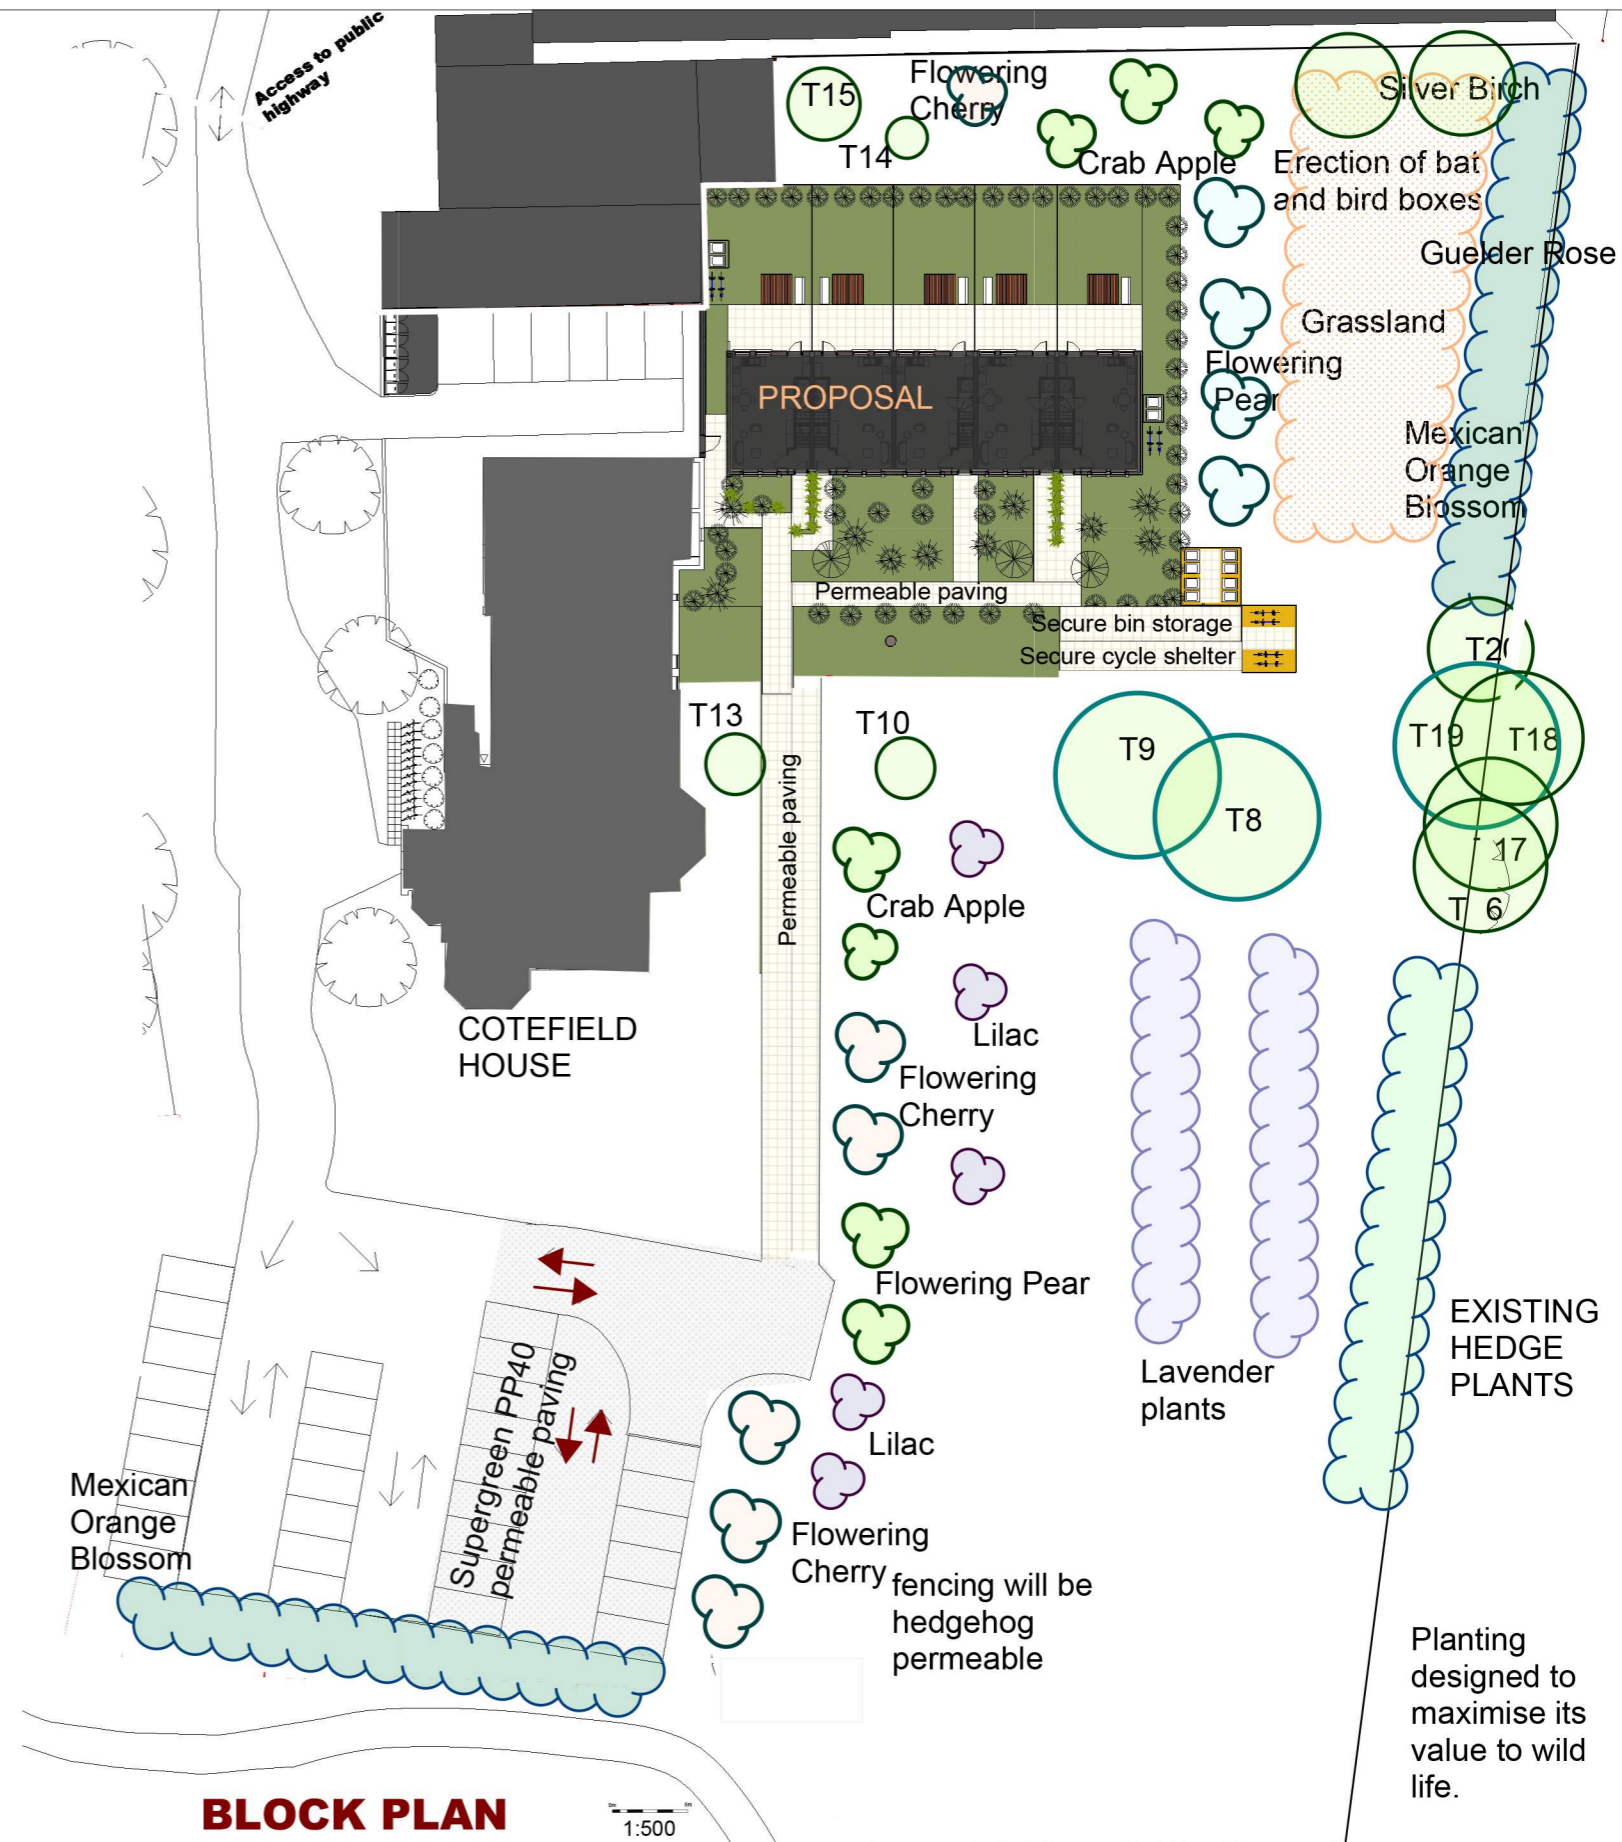 Access to public
highway
T15
Flowering
Cherry
T14
Crab Apple
Silver Birch
Erection of bat
and bird boxes
Guelder Rose
Grassland
Flowering
Pear
PROPOSAL
Mexican
Orange
Blossom
Permeable paving
Secure bin storage
Secure cycle shelter
T13
T10
T9
T8
T19
T18
Permeable paving
Crab Apple
Lilac
COTEFIELD
HOUSE
Flowering
Cherry
Flowering Pear
EXISTING
HEDGE
PLANTS
Lavender
plants
Supergreen PP40
permeable paving
Lilac
Mexican
Orange
Blossom
Flowering
Cherry
fencing will be
hedgehog
permeable
Planting
designed to
maximise its
value to wild
life.
BLOCK PLAN
1:500